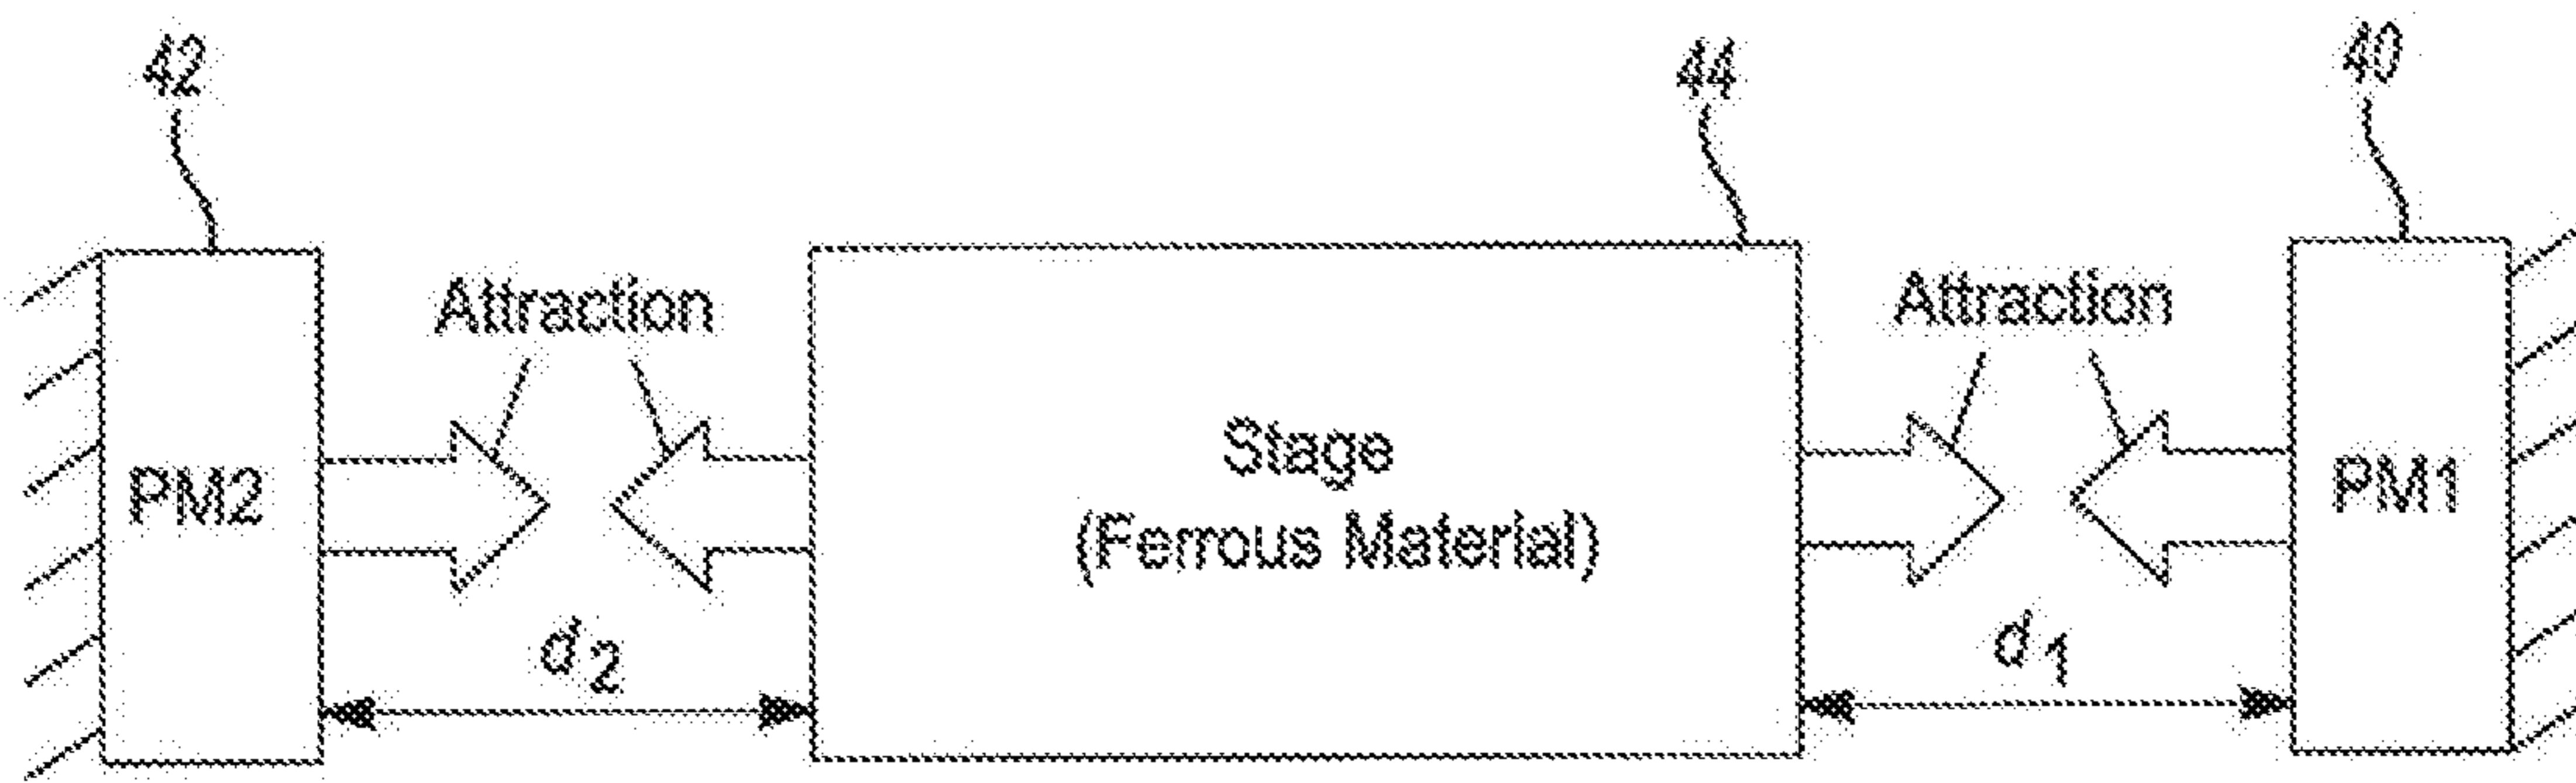 42
44
40
Attraction
Attraction
PM2
Stage
(Ferrous Material)
PM1
d2
d1